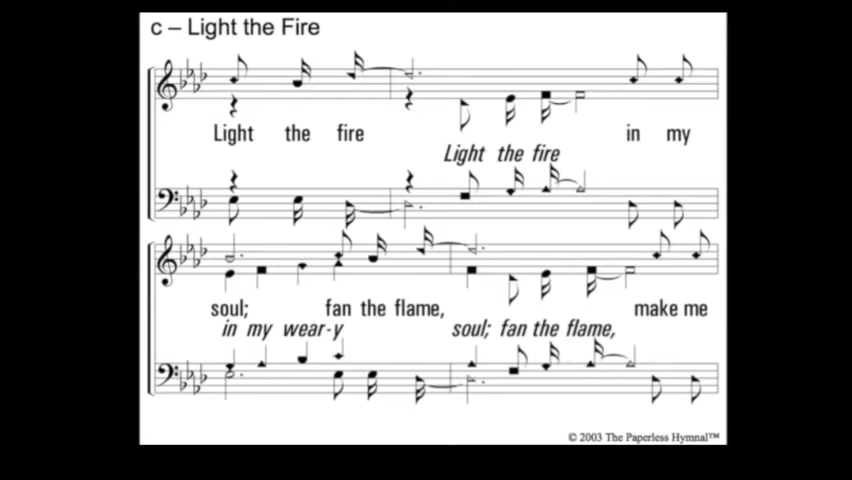 c – Light the Fire
Light the fire in my
Light the fire
soul; fan the flame, make me
in my wear-y soul; fan the flame,
© 2003 The Paperless Hymnal™